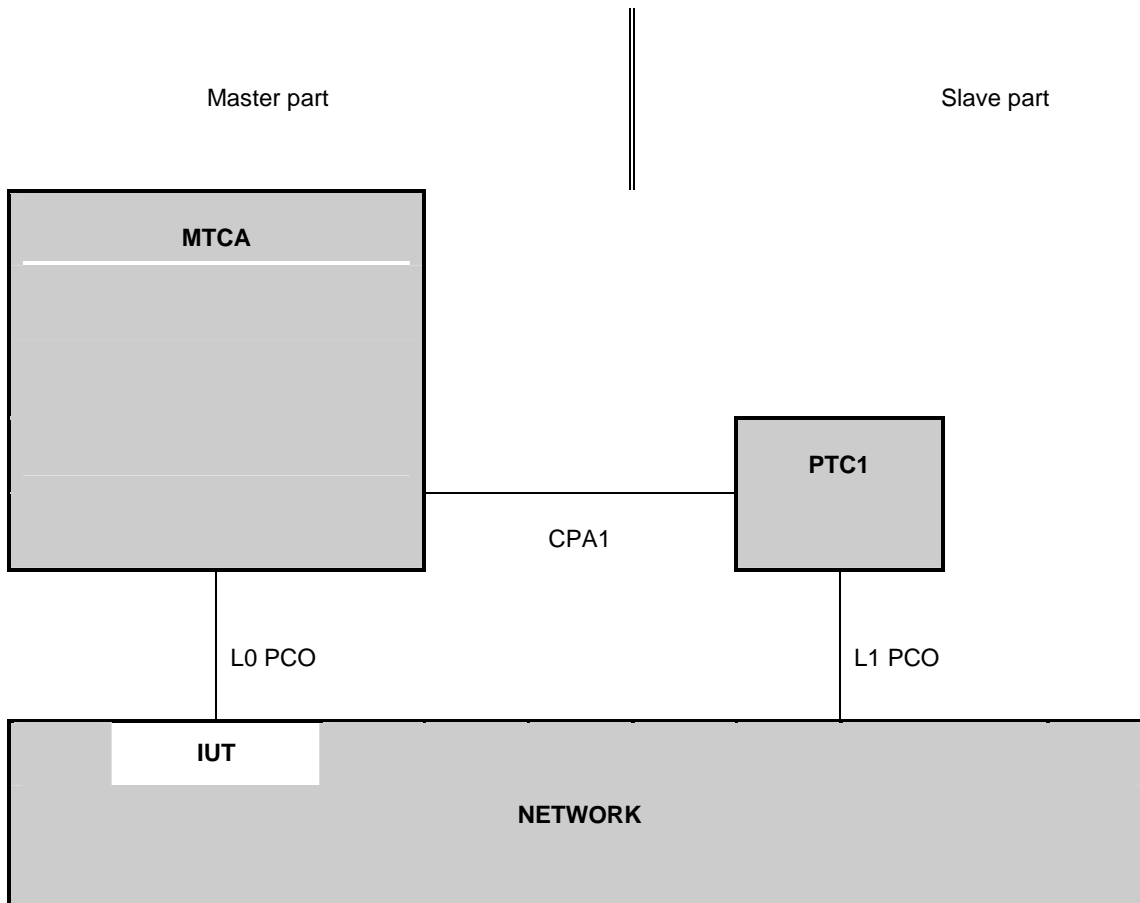 Master part
Slave part
MTCA
PTC1
CPA1
L0 PCO
L1 PCO
IUT
NETWORK